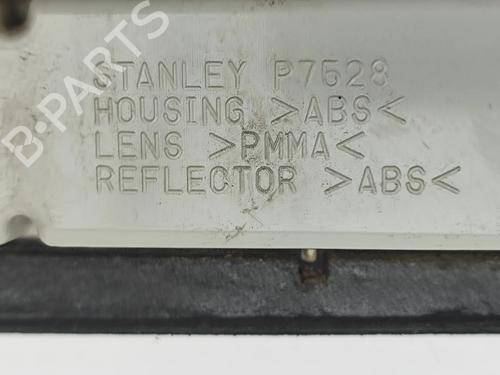 STANLEY P7528
HOUSING >ABS<
LENS >PMMA<
REFLECTOR >ABS<
B-PARTS